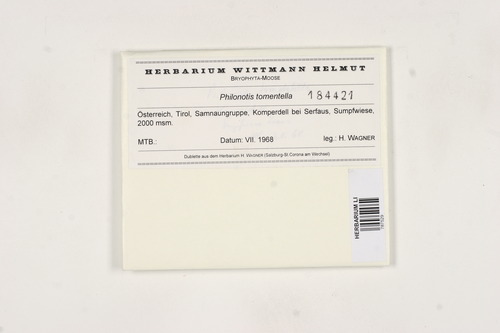 HERBARIUM WITTMANN HELMUT
BRYOPHYTA-MOOSE
Philonotis tomentella 184421
Österreich, Tirol, Samnaungruppe, Komperdell bei Serfaus, Sumpfwiese,
2000 msm.
MTB.: Datum: VII. 1968 leg.: H. WAGNER
Dublette aus dem Herbarium H. WAGNER (Salzburg-St.Corona am Wechsel)
HERBARIUM LI